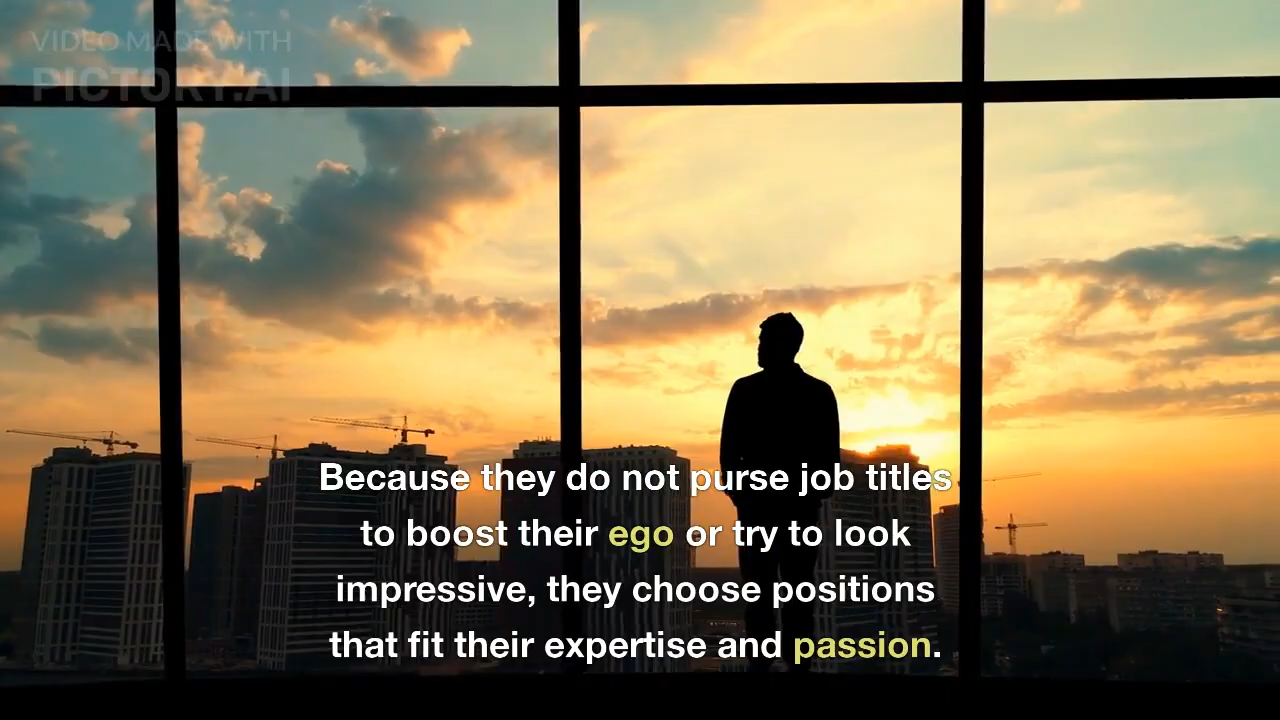 VIDEO MADE WITH
PICTORY.AI
Because they do not purse job titles
to boost their ego or try to look
impressive, they choose positions
that fit their expertise and passion.